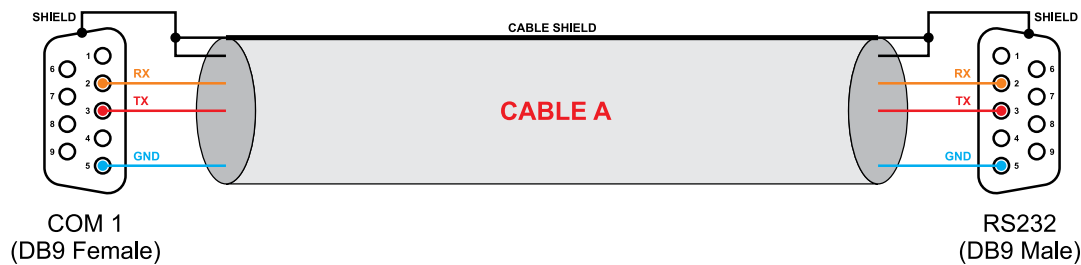 SHIELD
CABLE SHIELD
SHIELD
1
6
2
RX
7
3
TX
8
4
9
5
GND
CABLE A
1
6
RX
2
7
TX
3
8
4
9
GND
5
COM 1
(DB9 Female)
RS232
(DB9 Male)